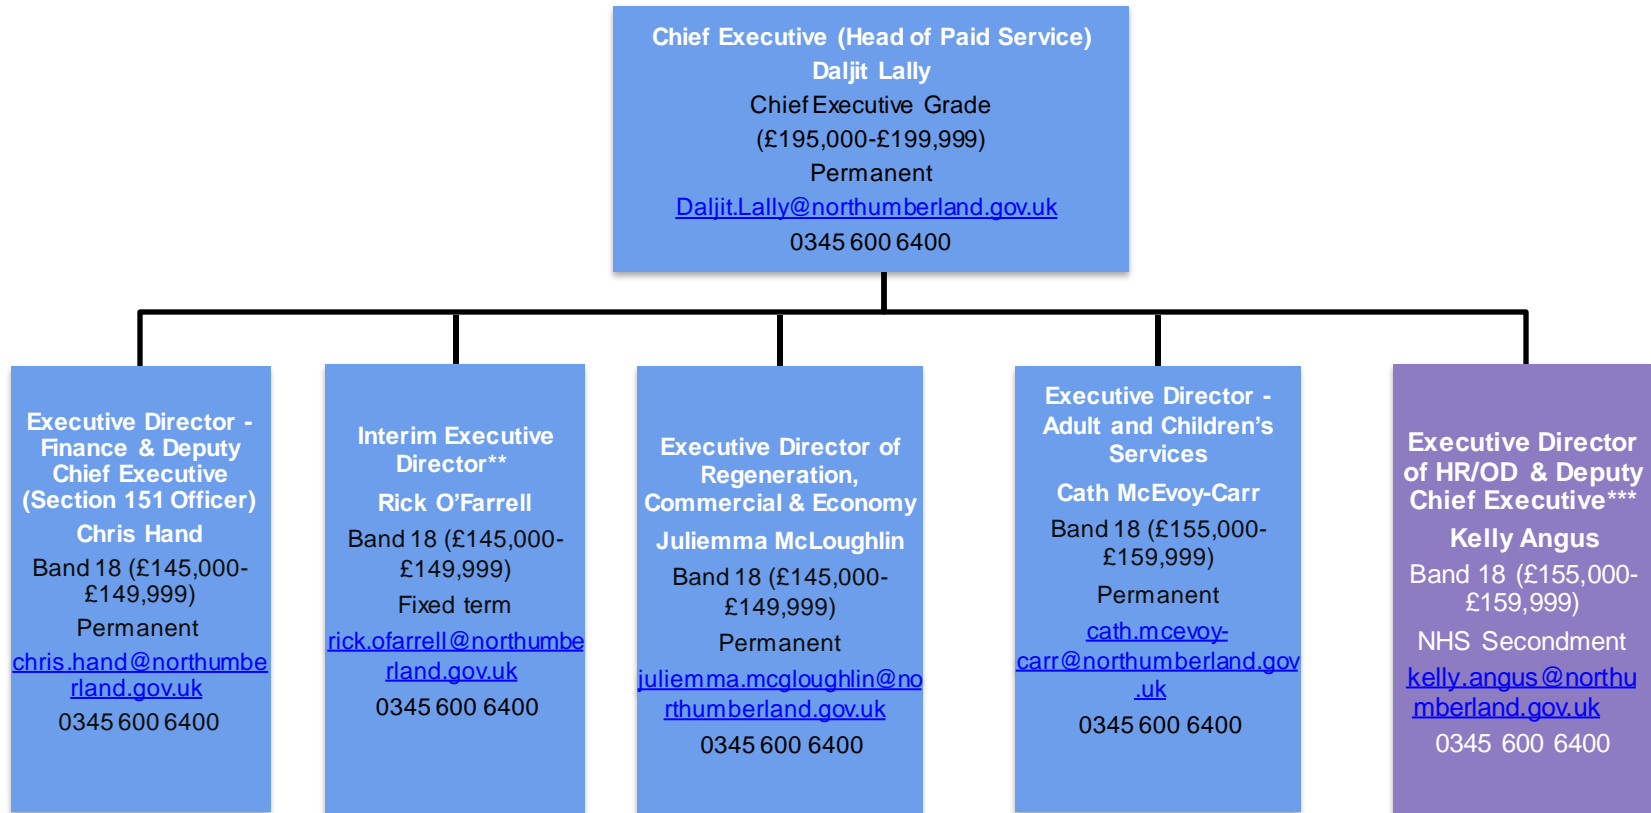 Chief Executive (Head of Paid Service)
Daljit Lally
Chief Executive Grade
(£195,000-£199,999)
Permanent
Daljit.Lally@northumberland.gov.uk
0345 600 6400
Executive Director -
Finance & Deputy
Chief Executive
(Section 151 Officer)
Chris Hand
Band 18 (£145,000-
£149,999)
Permanent
chris.hand@northumbe
rland.gov.uk
0345 600 6400
Interim Executive
Director**
Rick O'Farrell
Band 18 (£145,000-
£149,999)
Fixed term
rick.ofarrell@northumbe
rland.gov.uk
0345 600 6400
Executive Director of
Regeneration,
Commercial & Economy
Juliemma McLoughlin
Band 18 (£145,000-
£149,999)
Permanent
juliemma.mcgloughlin@no
rthumberland.gov.uk
0345 600 6400
Executive Director -
Adult and Children's
Services
Cath McEvoy-Carr
Band 18 (£155,000-
£159,999)
Permanent
cath.mcevoy-
carr@northumberland.gov
.uk
0345 600 6400
Executive Director
of HR/OD & Deputy
Chief Executive***
Kelly Angus
Band 18 (£155,000-
£159,999)
NHS Secondment
kelly.angus@northu
mberland.gov.uk
0345 600 6400